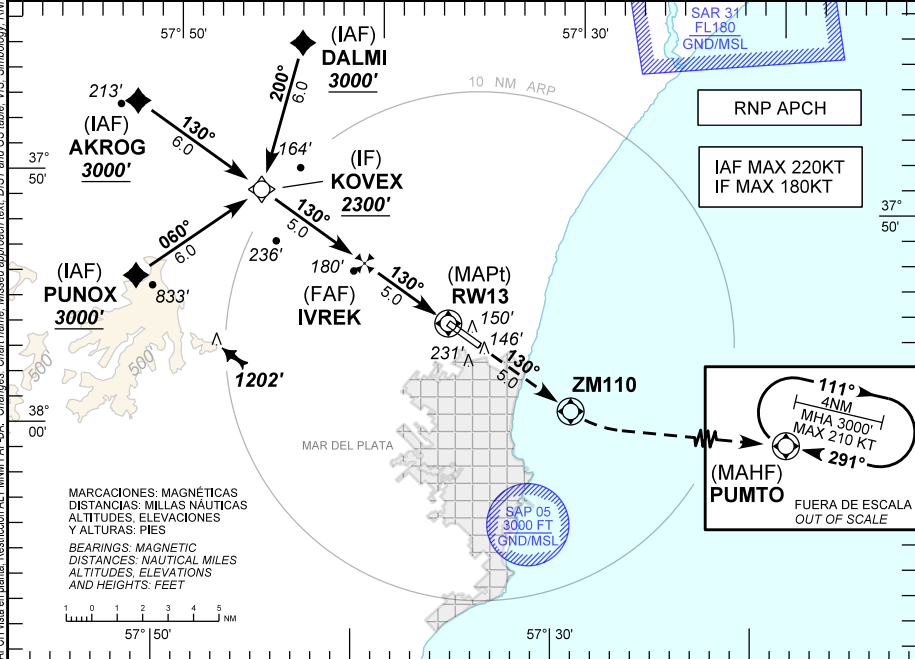 57° 50'
57° 30'
SAR 31
FL180
GND/MSL
(IAF)
DALMI
3000'
200°
6.0
10 NM ARP
213'
(IAF)
AKROG
3000'
130°
6.0
RNP APCH
37°
50'
164'
(IF)
KOVEX
2300'
IAF MAX 220KT
IF MAX 180KT
37°
50'
060°
6.0
130°
5.0
236'
180'
(IAF)
PUNOX
3000'
833'
(FAF)
IVREK
130°
5.0
(MAPt)
RW13
150'
146'
231'
130°
5.0
500'
500'
1202'
ZM110
111°
4NM
MHA 3000'
MAX 210 KT
291°
(MAHF)
PUMTO
FUERA DE ESCALA
OUT OF SCALE
38°
00'
MAR DEL PLATA
SAP 05
3000 FT
GND/MSL
MARCACIONES: MAGNÉTICAS
DISTANCIAS: MILLAS NÁUTICAS
ALTITUDES, ELEVACIONES
Y ALTURAS: PIES
BEARINGS: MAGNETIC
DISTANCES: NAUTICAL MILES
ALTITUDES, ELEVATIONS
AND HEIGHTS: FEET
1 0 1 2 3 4 5 NM
57° 50'
57° 30'